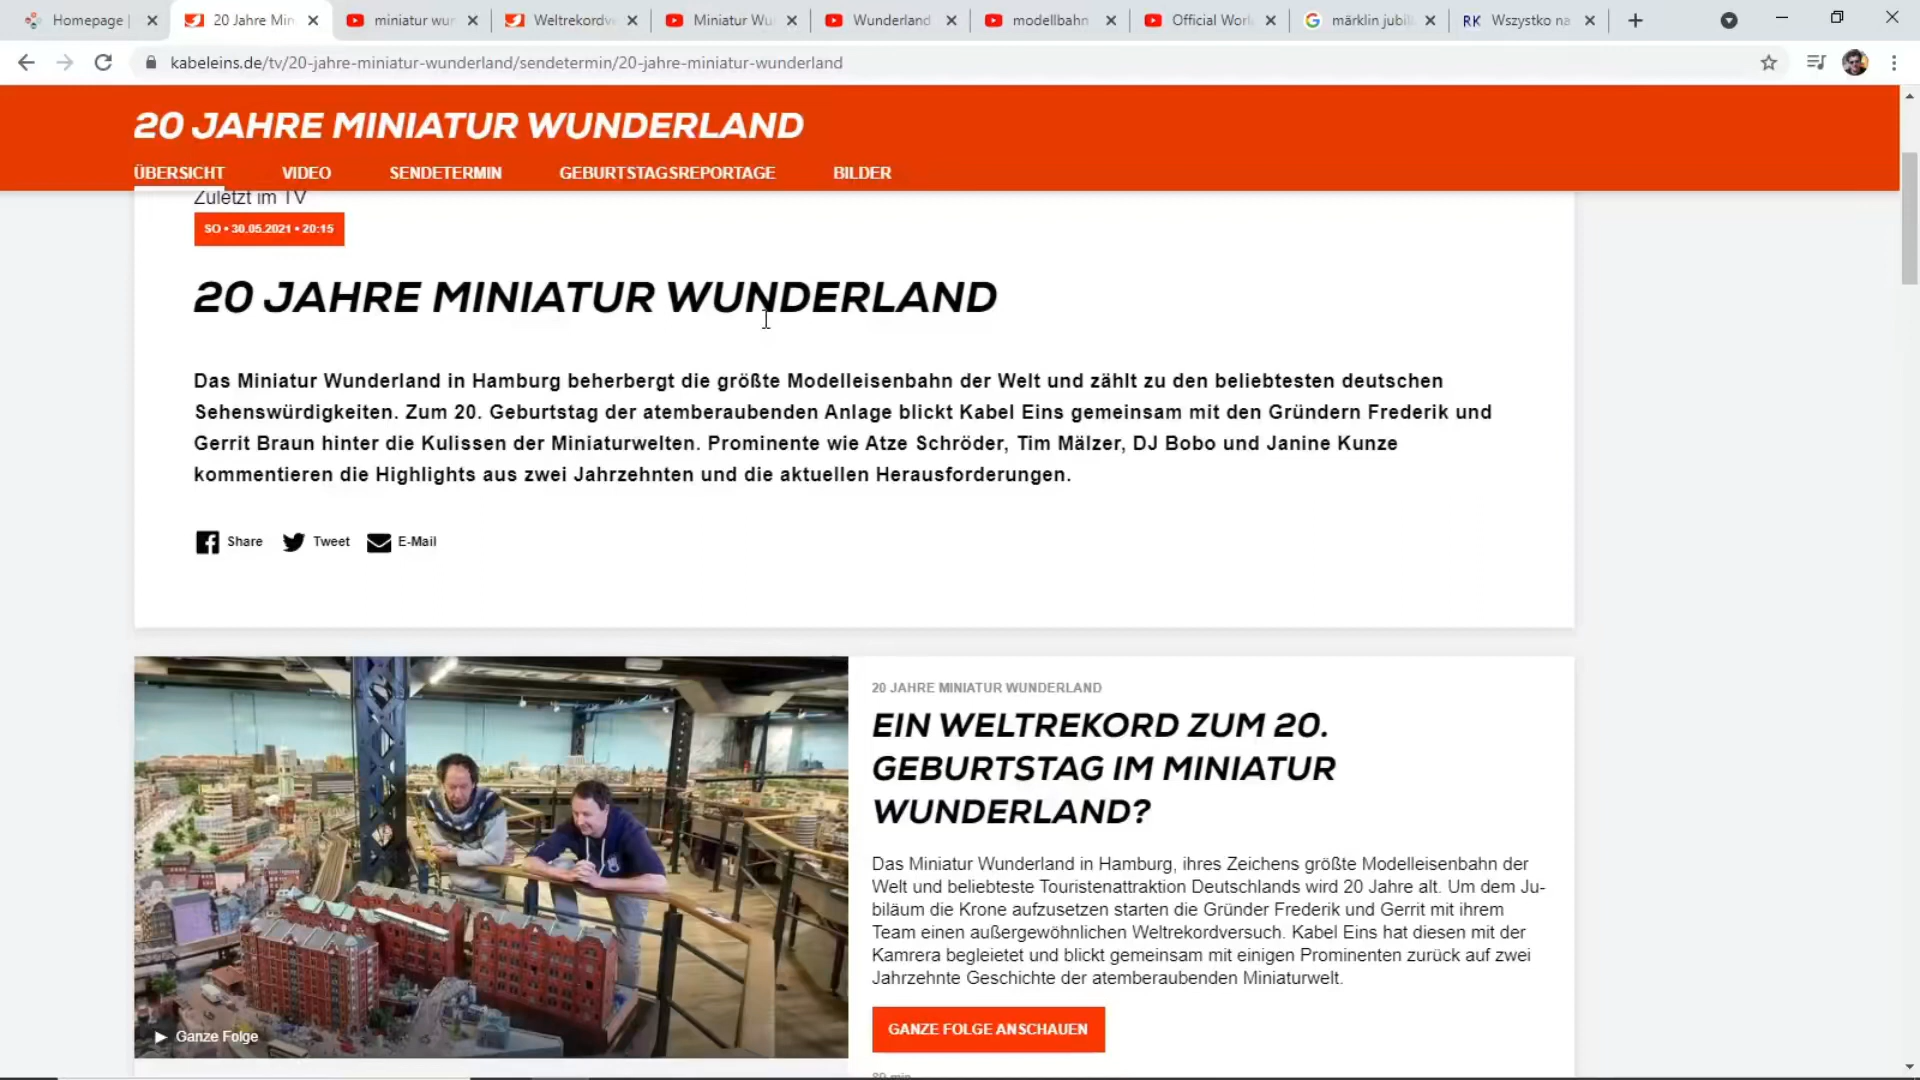 Homepage |
20 Jahre Min
miniatur wur
Weltrekordve
Miniatur Wu
Wunderland
modellbahn
Official Worl
märklin jubil
RK Wszystko na
kabeleins.de/tv/20-jahre-miniatur-wunderland/sendetermin/20-jahre-miniatur-wunderland
20 JAHRE MINIATUR WUNDERLAND
ÜBERSICHT VIDEO SENDETERMIN GEBURTSTAGSREPORTAGE BILDER
Zuletzt im TV
SO • 30.05.2021 • 20:15
20 JAHRE MINIATUR WUNDERLAND
Das Miniatur Wunderland in Hamburg beherbergt die größte Modelleisenbahn der Welt und zählt zu den beliebtesten deutschen
Sehenswürdigkeiten. Zum 20. Geburtstag der atemberaubenden Anlage blickt Kabel Eins gemeinsam mit den Gründern Frederik und
Gerrit Braun hinter die Kulissen der Miniaturwelten. Prominente wie Atze Schröder, Tim Mälzer, DJ Bobo und Janine Kunze
kommentieren die Highlights aus zwei Jahrzehnten und die aktuellen Herausforderungen.
Share Tweet E-Mail
Ganze Folge
20 JAHRE MINIATUR WUNDERLAND
EIN WELTREKORD ZUM 20.
GEBURTSTAG IM MINIATUR
WUNDERLAND?
Das Miniatur Wunderland in Hamburg, ihres Zeichens größte Modelleisenbahn der
Welt und beliebteste Touristenattraktion Deutschlands wird 20 Jahre alt. Um dem Ju-
biläum die Krone aufzusetzen starten die Gründer Frederik und Gerrit mit ihrem
Team einen außergewöhnlichen Weltrekordversuch. Kabel Eins hat diesen mit der
Kamrera begleietet und blickt gemeinsam mit einigen Prominenten zurück auf zwei
Jahrzehnte Geschichte der atemberaubenden Miniaturwelt.
GANZE FOLGE ANSCHAUEN